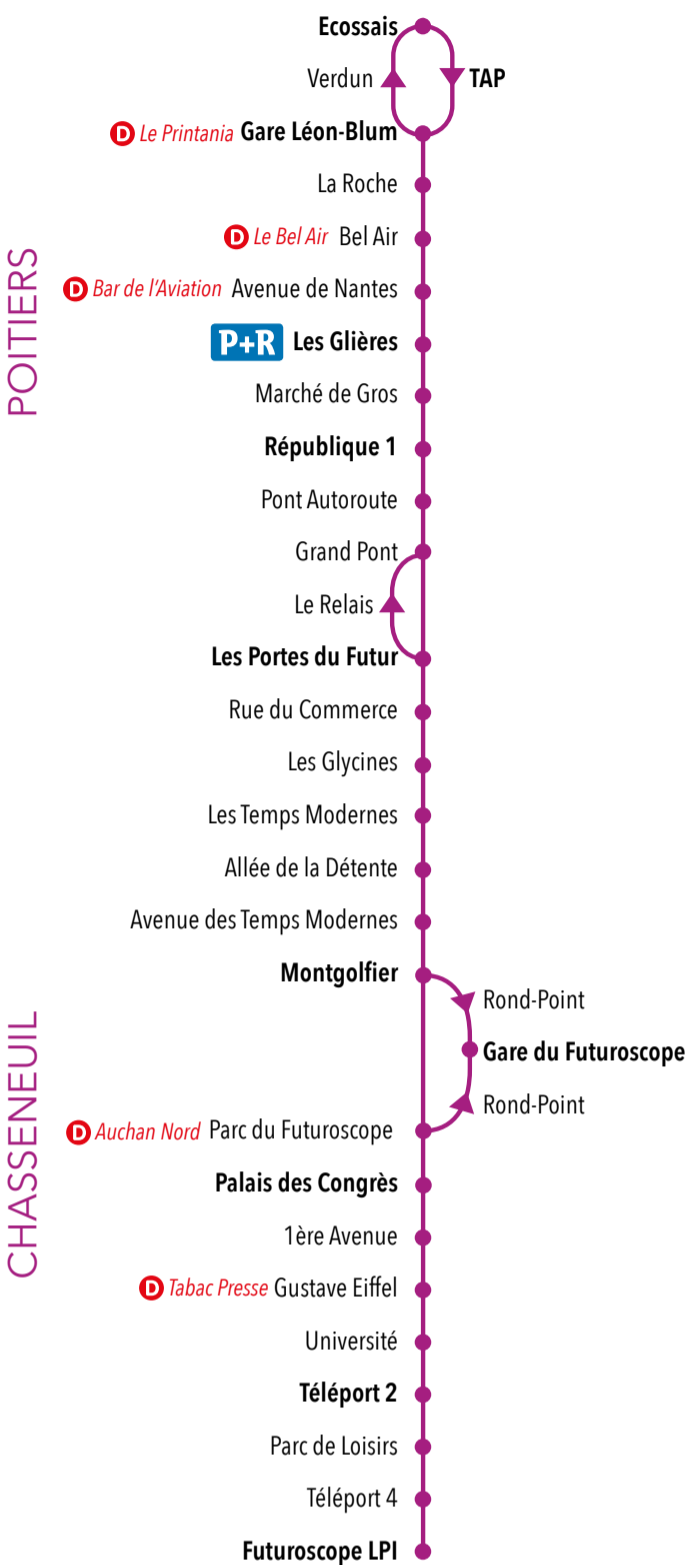 Ecossais
Verdun
TAP
D Le Printania Gare Léon-Blum
La Roche
D Le Bel Air Bel Air
D Bar de l'Aviation Avenue de Nantes
P+R Les Glières
Marché de Gros
République 1
Pont Autoroute
Grand Pont
Le Relais
Les Portes du Futur
Rue du Commerce
Les Glycines
Les Temps Modernes
Allée de la Détente
Avenue des Temps Modernes
Montgolfier
Rond-Point
Gare du Futuroscope
Rond-Point
D Auchan Nord Parc du Futuroscope
Palais des Congrès
1ère Avenue
D Tabac Presse Gustave Eiffel
Université
Téléport 2
Parc de Loisirs
Téléport 4
Futuroscope LPI
POITIERS
CHASSENEUIL